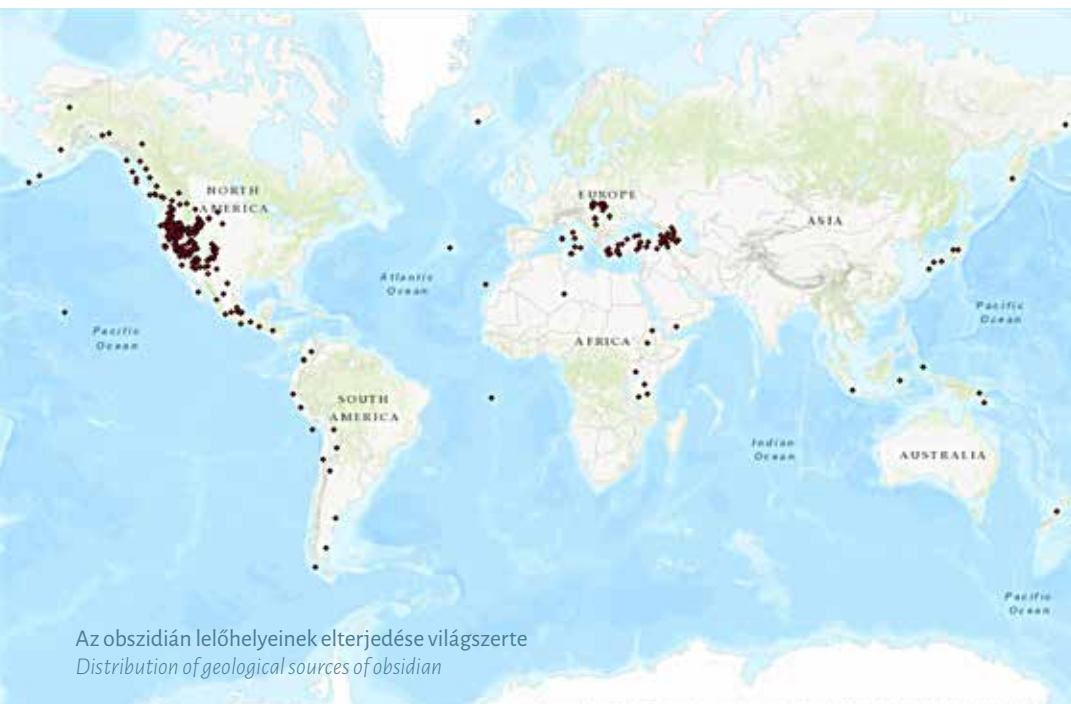 NORTH
AMERICA
EUROPE
ASIA
Atlantic
Ocean
Pacific
Ocean
Pacific
Ocean
AFRICA
SOUTH
AMERICA
Indian
Ocean
AUSTRALIA
Pacific
Ocean
Az obszidián lelőhelyeinek elterjedése világszerte
Distribution of geological sources of obsidian